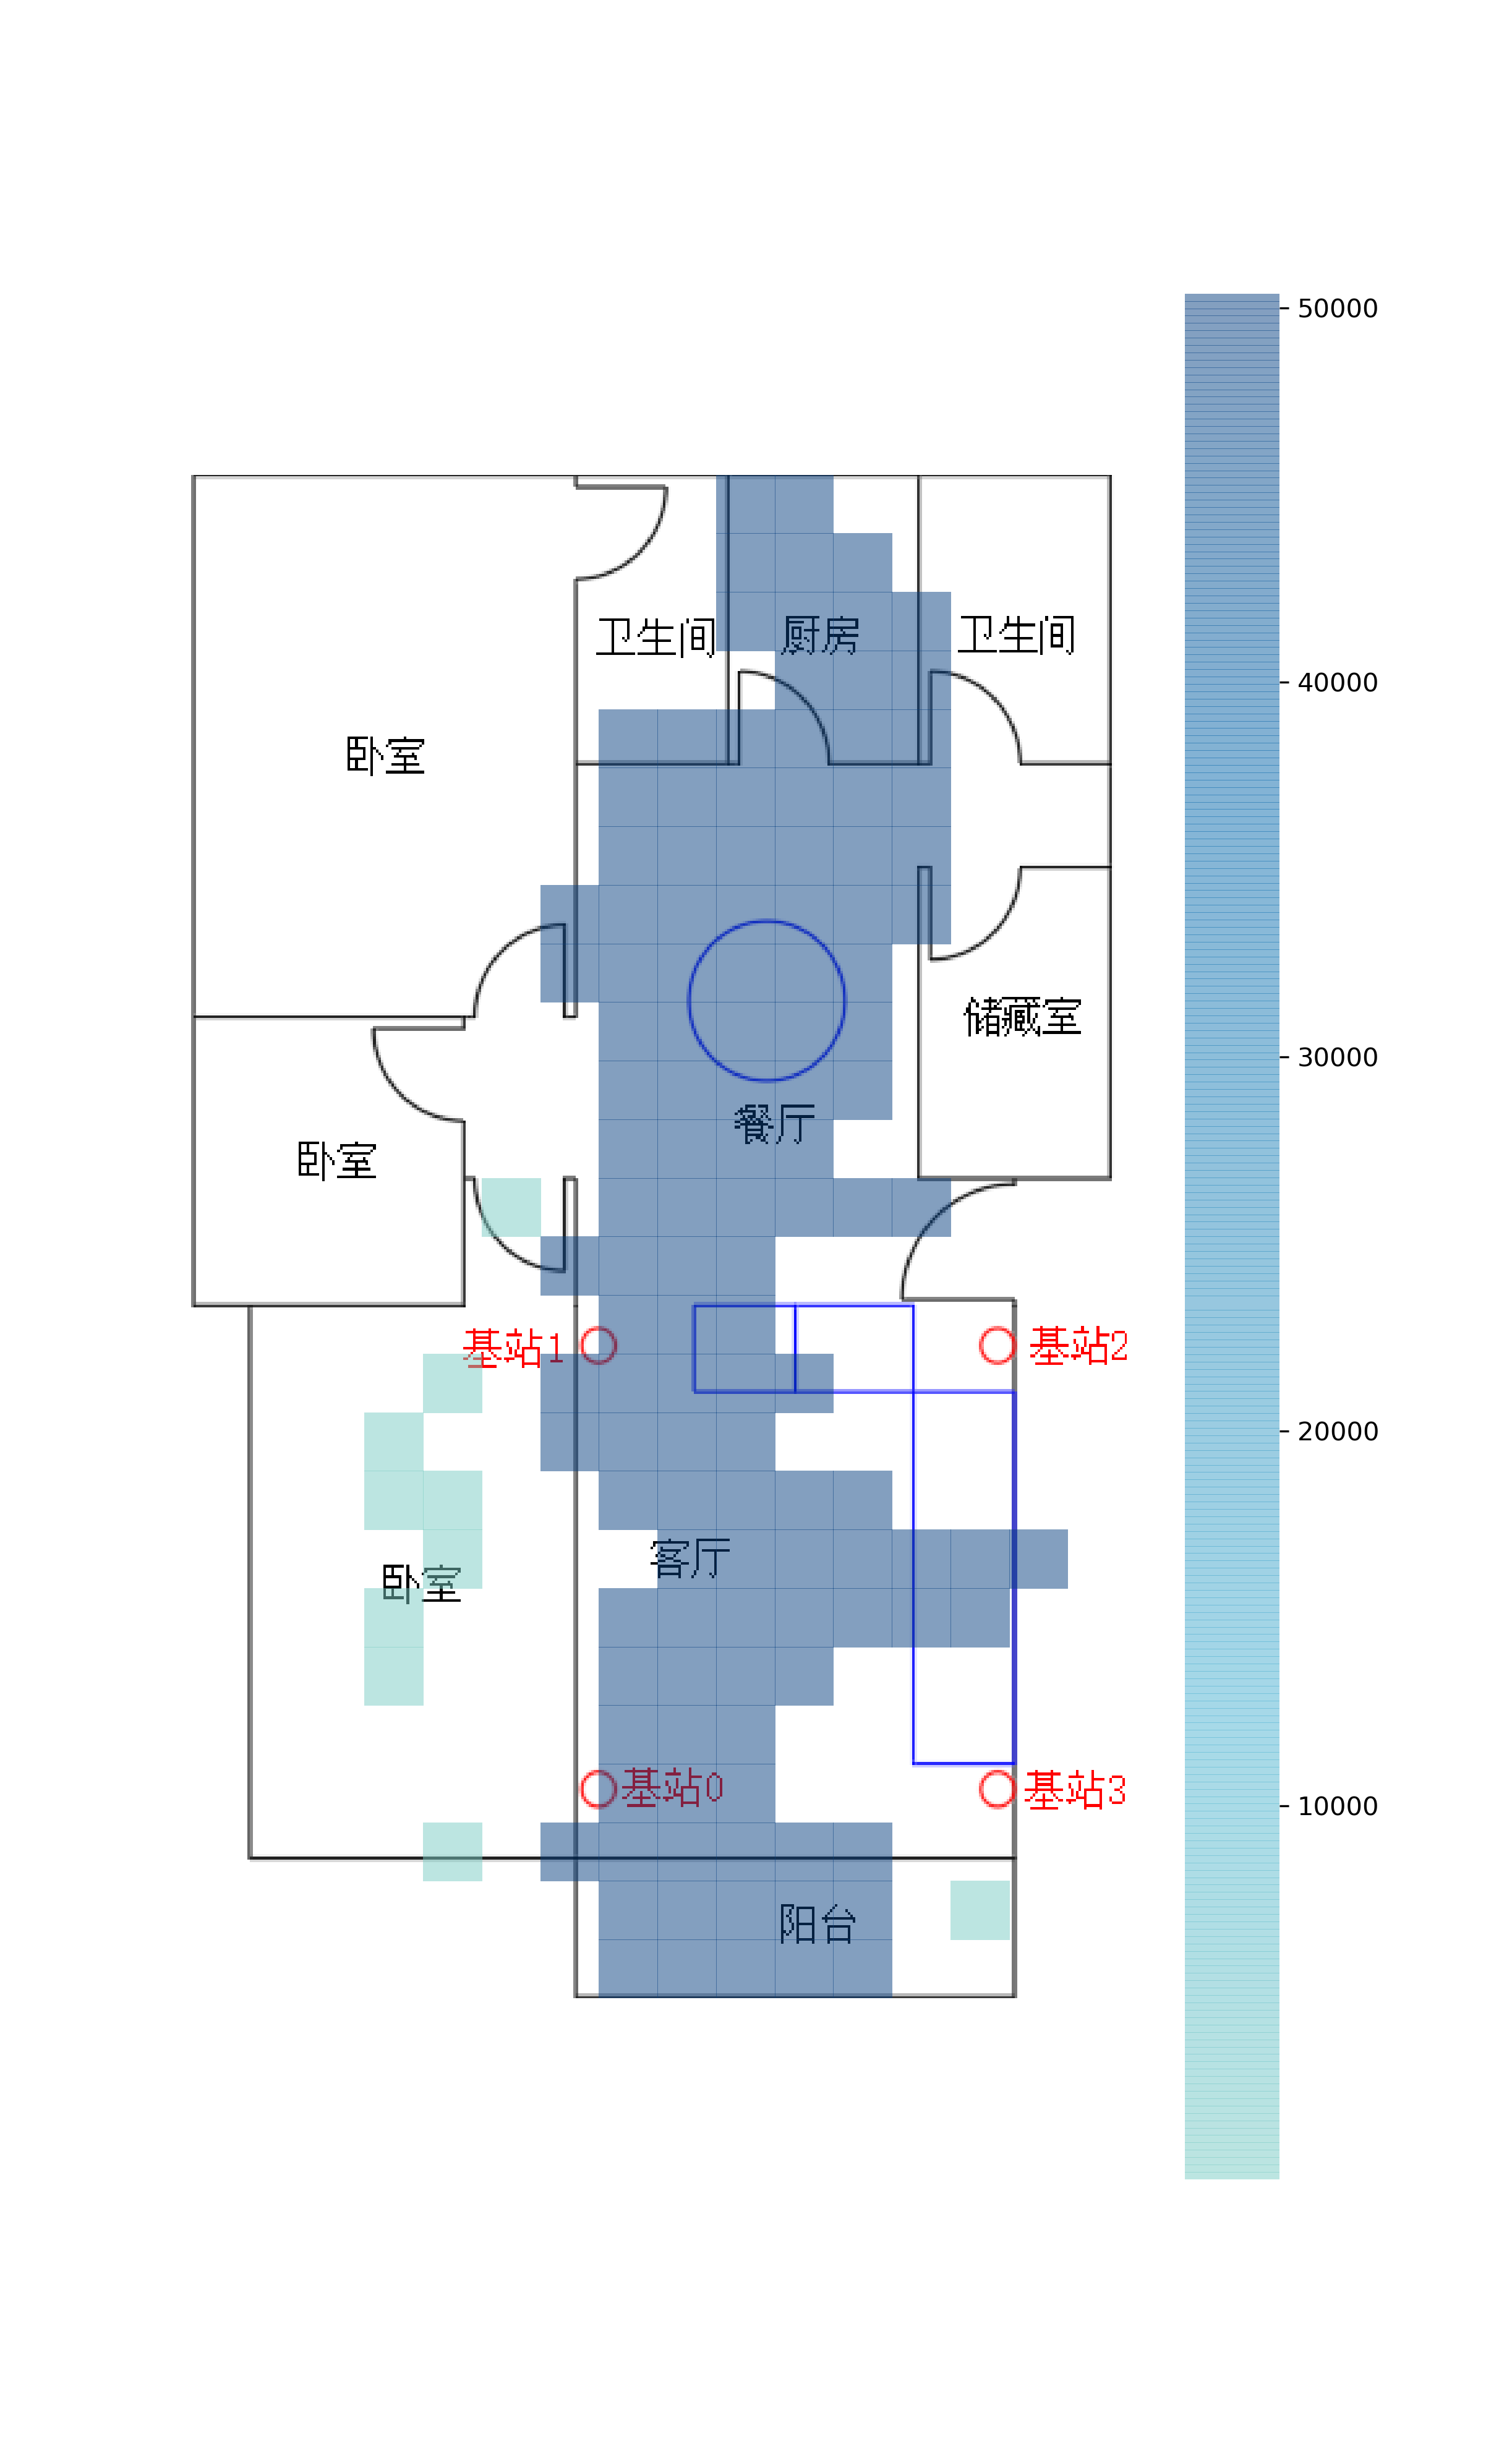 50000
卫生间
厨房
卫生间
40000
卧室
储藏室
30000
餐厅
卧室
基站1
基站2
20000
客厅
卧室
基站0
基站3
10000
阳台